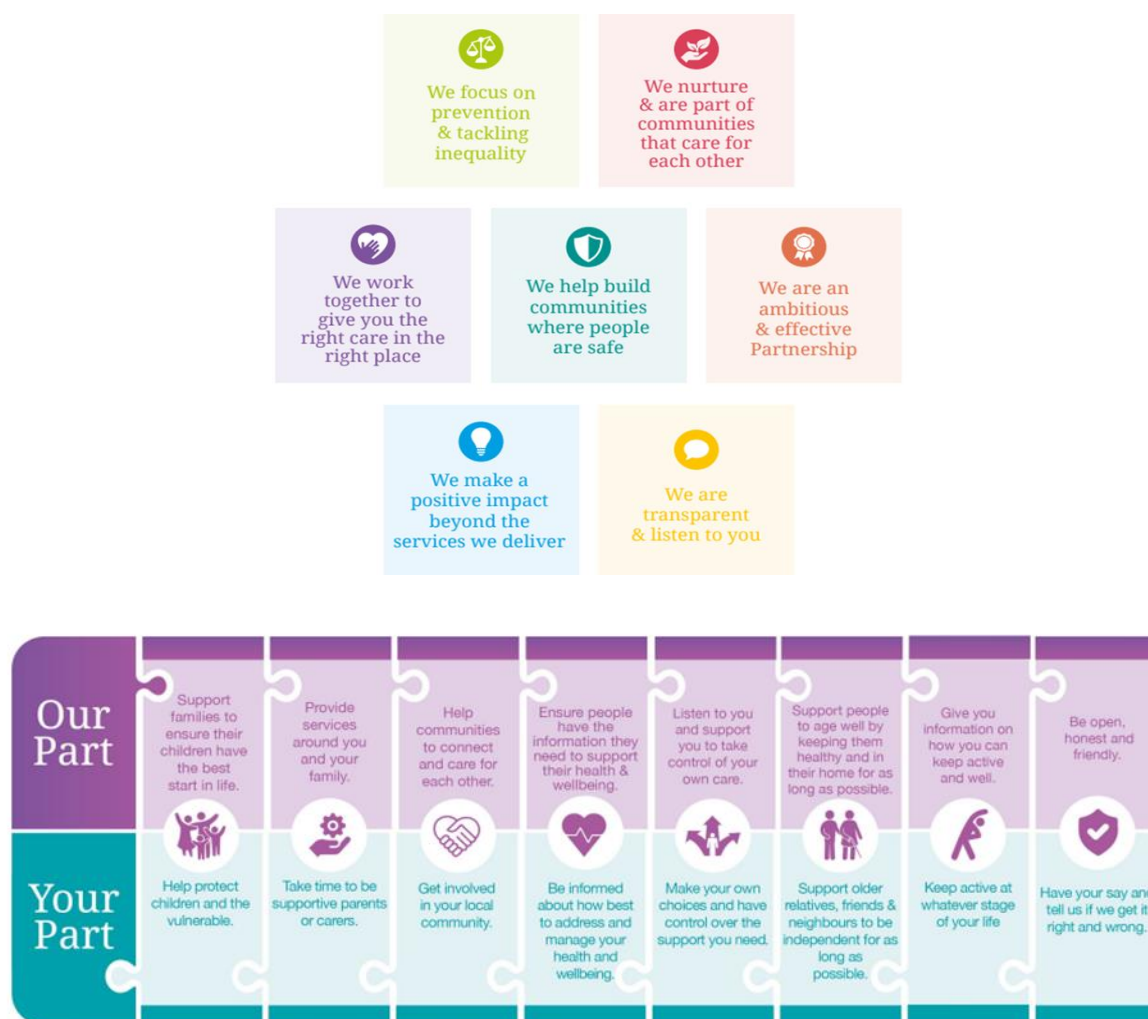 We focus on
prevention
& tackling
inequality
We nurture
& are part of
communities
that care for
each other
We work
together to
give you the
right care in the
right place
We help build
communities
where people
are safe
We are an
ambitious
& effective
Partnership
We make a
positive impact
beyond the
services we deliver
We are
transparent
& listen to you
Our
Part
Support
families to
ensure their
children have
the best
start in life.
Provide
services
around you
and your
family.
Help
communities
to connect
and care for
each other.
Ensure people
have the
information they
need to support
their health &
wellbeing.
Listen to you
and support
you to take
control of your
own care.
Support people
to age well by
keeping them
healthy and in
their home for as
long as possible.
Give you
information on
how you can
keep active
and well.
Be open,
honest and
friendly.
Your
Part
Help protect
children and the
vulnerable.
Take time to be
supportive parents
or carers.
Get involved
in your local
community.
Be informed
about how best
to address and
manage your
health and
wellbeing.
Make your own
choices and have
control over the
support you need.
Support older
relatives, friends &
neighbours to be
independent for as
long as
possible.
Keep active at
whatever stage
of your life
Have your say and
tell us if we get it
right and wrong.